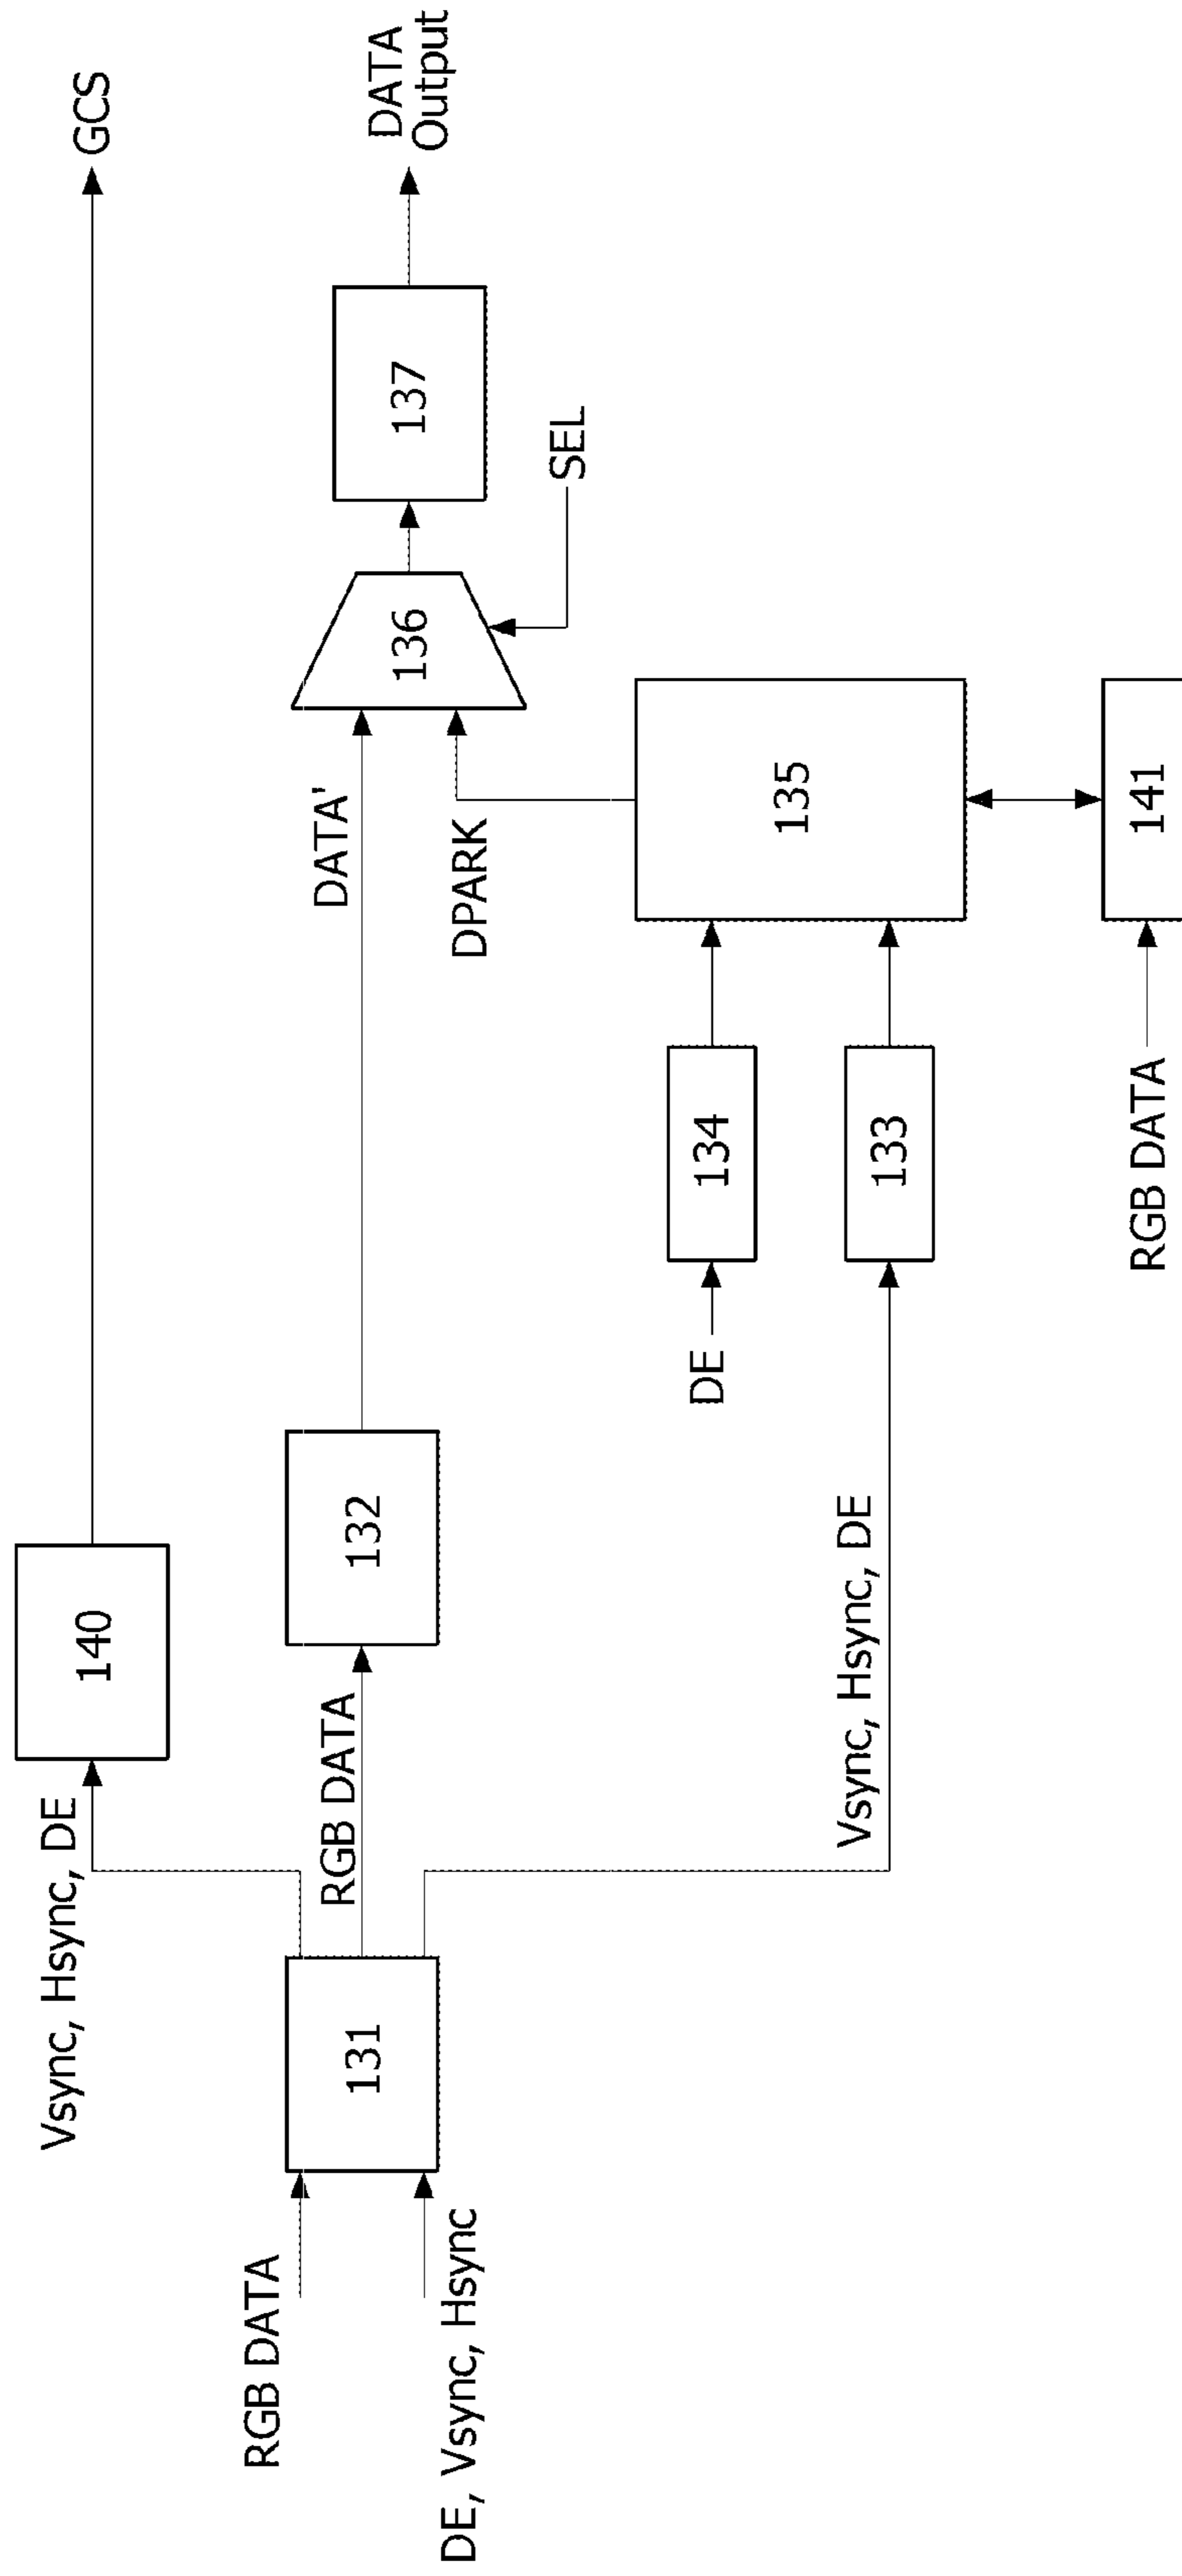 Vsync, Hsync, DE
140
GCS
RGB DATA
DE, Vsync, Hsync
131
RGB DATA
132
DATA'
DPARK
136
SEL
137
DATA
Output
Vsync, Hsync, DE
DE
134
133
135
RGB DATA
141